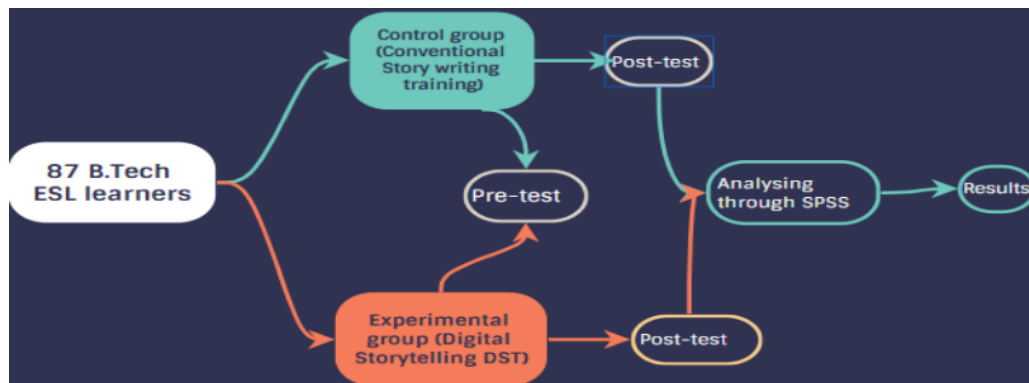 Control group
(Conventional
Story writing
training)
Post-test
87 B.Tech
ESL learners
Pre-test
Analysing
through SPSS
Results
Experimental
group (Digital
Storytelling DST)
Post-test